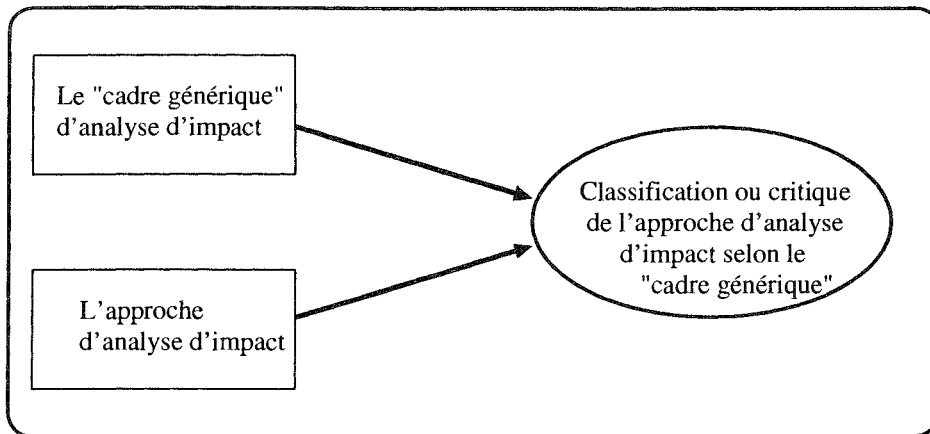 Le "cadre générique"
d'analyse d'impact
Classification ou critique
de l'approche d'analyse
d'impact selon le
"cadre générique"
L'approche
d'analyse d'impact